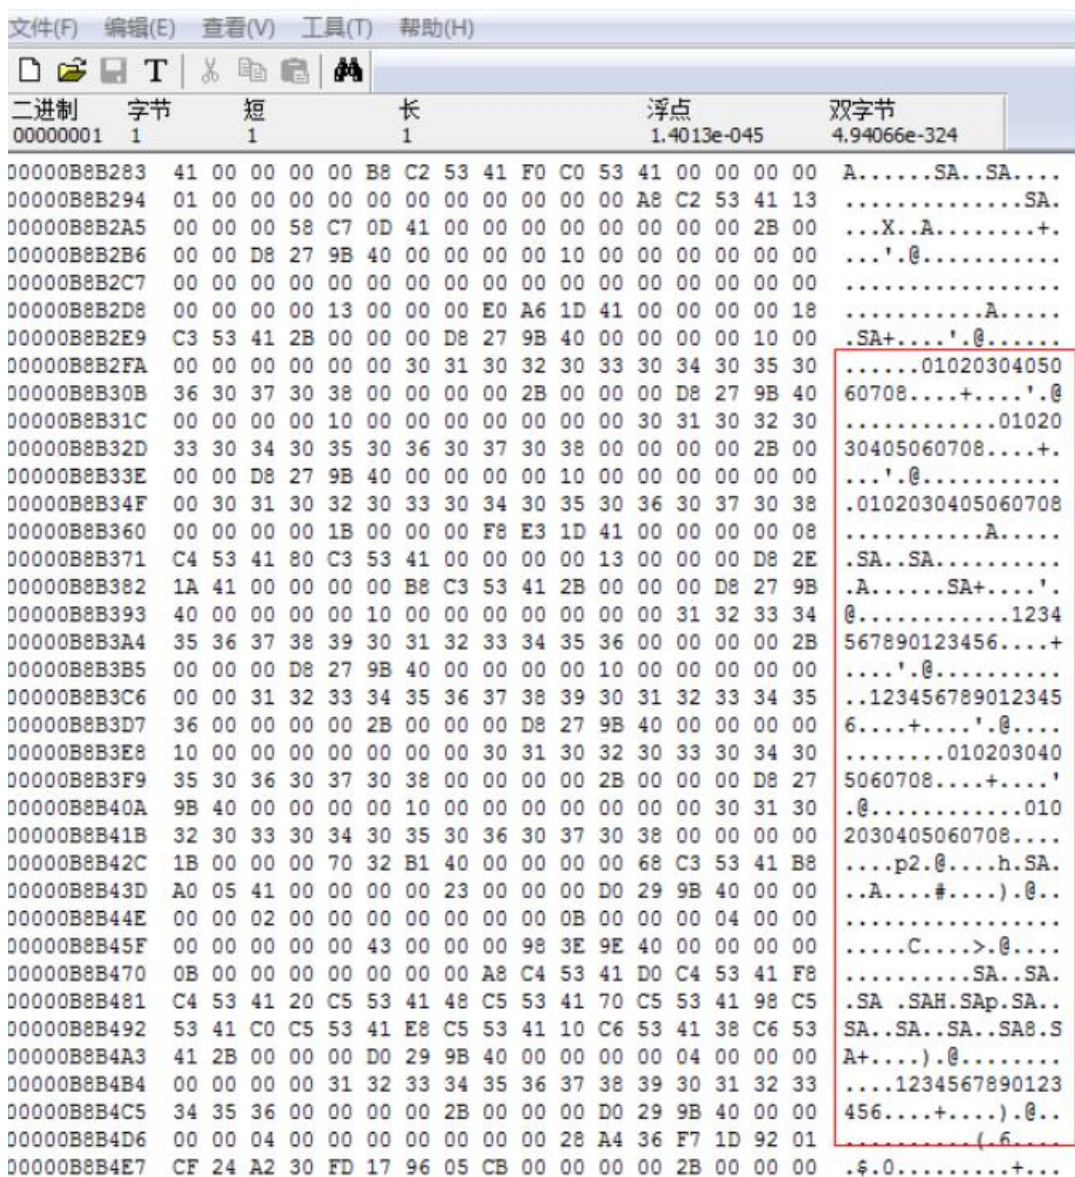 文件(F) 编辑(E) 查看(V) 工具(T) 帮助(H)
T
二进制 字节 短 长 浮点 双字节
00000001 1 1 1 1.4013e-045 4.94066e-324
00000B8B283 41 00 00 00 00 B8 C2 53 41 F0 C0 53 41 00 00 00 00 A......SA..SA....
00000B8B294 01 00 00 00 00 00 00 00 00 00 00 00 A8 C2 53 41 13 ..............SA.
00000B8B2A5 00 00 00 58 C7 0D 41 00 00 00 00 00 00 00 00 2B 00 ...X..A........+.
00000B8B2B6 00 00 D8 27 9B 40 00 00 00 00 10 00 00 00 00 00 00 ...'.@...........
00000B8B2C7 00 00 00 00 00 00 00 00 00 00 00 00 00 00 00 00 00 .................
00000B8B2D8 00 00 00 00 13 00 00 00 E0 A6 1D 41 00 00 00 00 18 ...........A.....
00000B8B2E9 C3 53 41 2B 00 00 00 D8 27 9B 40 00 00 00 00 10 00 .SA+....'.@......
00000B8B2FA 00 00 00 00 00 00 30 31 30 32 30 33 30 34 30 35 30 ......01020304050
00000B8B30B 36 30 37 30 38 00 00 00 00 2B 00 00 00 D8 27 9B 40 60708....+....'.@
00000B8B31C 00 00 00 00 10 00 00 00 00 00 00 00 30 31 30 32 30 ............01020
00000B8B32D 33 30 34 30 35 30 36 30 37 30 38 00 00 00 00 2B 00 30405060708....+.
00000B8B33E 00 00 D8 27 9B 40 00 00 00 00 10 00 00 00 00 00 00 ...'.@...........
00000B8B34F 00 30 31 30 32 30 33 30 34 30 35 30 36 30 37 30 38 .0102030405060708
00000B8B360 00 00 00 00 1B 00 00 00 F8 E3 1D 41 00 00 00 00 08 ...........A.....
00000B8B371 C4 53 41 80 C3 53 41 00 00 00 00 13 00 00 00 D8 2E .SA..SA..........
00000B8B382 1A 41 00 00 00 00 B8 C3 53 41 2B 00 00 00 D8 27 9B .A......SA+....'.
00000B8B393 40 00 00 00 00 10 00 00 00 00 00 00 00 31 32 33 34 @............1234
00000B8B3A4 35 36 37 38 39 30 31 32 33 34 35 36 00 00 00 00 2B 567890123456....+
00000B8B3B5 00 00 00 D8 27 9B 40 00 00 00 00 10 00 00 00 00 00 ....'.@..........
00000B8B3C6 00 00 31 32 33 34 35 36 37 38 39 30 31 32 33 34 35 ..123456789012345
00000B8B3D7 36 00 00 00 00 2B 00 00 00 D8 27 9B 40 00 00 00 00 6....+....'.@....
00000B8B3E8 10 00 00 00 00 00 00 00 30 31 30 32 30 33 30 34 30 ........010203040
00000B8B3F9 35 30 36 30 37 30 38 00 00 00 00 2B 00 00 00 D8 27 5060708....+....'
00000B8B40A 9B 40 00 00 00 00 10 00 00 00 00 00 00 00 30 31 30 .@............010
00000B8B41B 32 30 33 30 34 30 35 30 36 30 37 30 38 00 00 00 00 2030405060708....
00000B8B42C 1B 00 00 00 70 32 B1 40 00 00 00 00 68 C3 53 41 B8 ....p2.@....h.SA.
00000B8B43D A0 05 41 00 00 00 00 23 00 00 00 D0 29 9B 40 00 00 ..A....#....).@..
00000B8B44E 00 00 02 00 00 00 00 00 00 00 0B 00 00 00 04 00 00 .................
00000B8B45F 00 00 00 00 00 43 00 00 00 98 3E 9E 40 00 00 00 00 .....C....>.@....
00000B8B470 0B 00 00 00 00 00 00 00 A8 C4 53 41 D0 C4 53 41 F8 ..........SA..SA.
00000B8B481 C4 53 41 20 C5 53 41 48 C5 53 41 70 C5 53 41 98 C5 .SA .SAH.SAp.SA..
00000B8B492 53 41 C0 C5 53 41 E8 C5 53 41 10 C6 53 41 38 C6 53 SA..SA..SA..SA8.S
00000B8B4A3 41 2B 00 00 00 D0 29 9B 40 00 00 00 00 04 00 00 00 A+....).@........
00000B8B4B4 00 00 00 00 31 32 33 34 35 36 37 38 39 30 31 32 33 ....1234567890123
00000B8B4C5 34 35 36 00 00 00 00 2B 00 00 00 D0 29 9B 40 00 00 456....+....).@..
00000B8B4D6 00 00 04 00 00 00 00 00 00 00 28 A4 36 F7 1D 92 01 ..........(.6....
00000B8B4E7 CF 24 A2 30 FD 17 96 05 CB 00 00 00 00 2B 00 00 00 .$.0.........+...